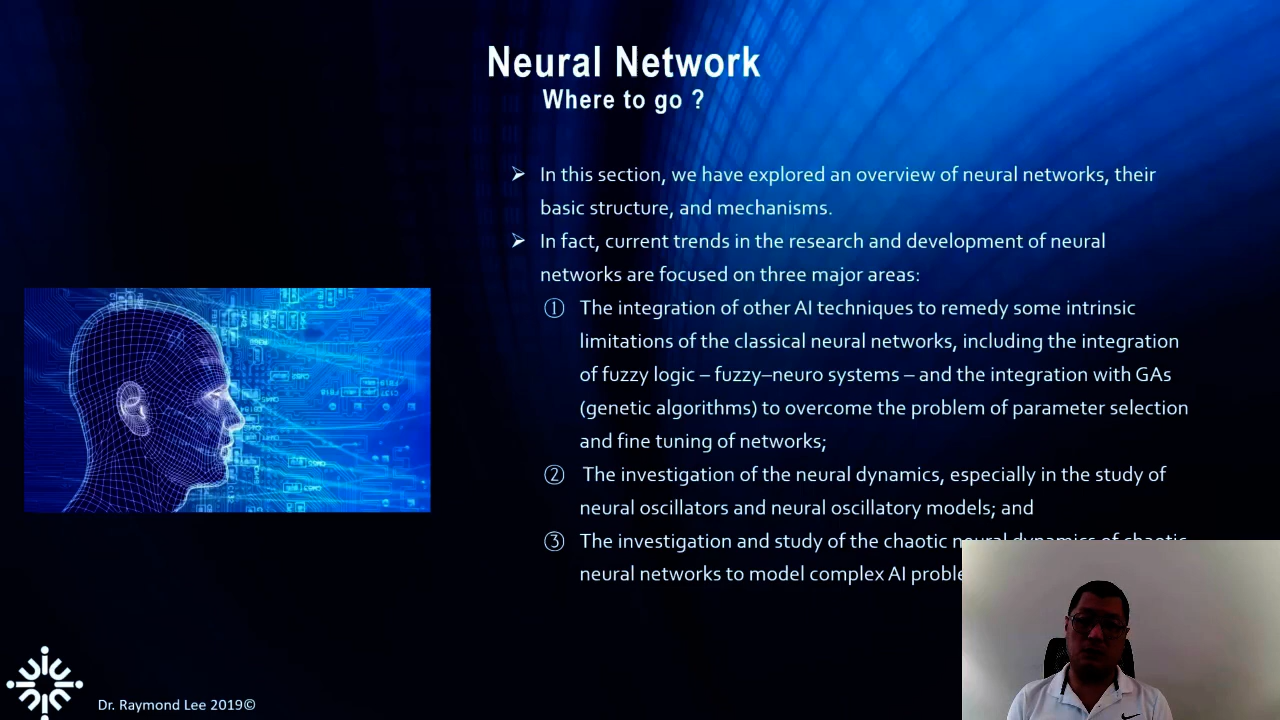 Neural Network
Where to go ?
➢ In this section, we have explored an overview of neural networks, their
basic structure, and mechanisms.
➢ In fact, current trends in the research and development of neural
networks are focused on three major areas:
① The integration of other AI techniques to remedy some intrinsic
limitations of the classical neural networks, including the integration
of fuzzy logic – fuzzy–neuro systems – and the integration with GAs
(genetic algorithms) to overcome the problem of parameter selection
and fine tuning of networks;
② The investigation of the neural dynamics, especially in the study of
neural oscillators and neural oscillatory models; and
③ The investigation and study of the chaotic neural dynamics of chaotic
neural networks to model complex AI proble
Dr. Raymond Lee 2019©